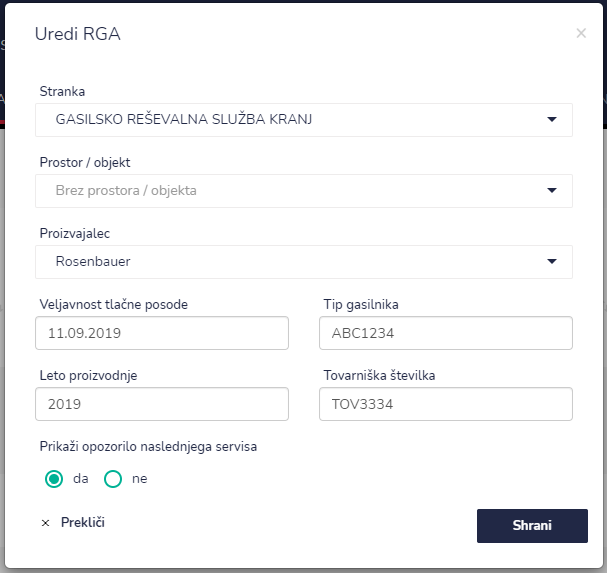 Uredi RGA
×
Stranka
GASILSKO REŠEVALNA SLUŽBA KRANJ
Prostor / objekt
Brez prostora / objekta
Proizvajalec
Rosenbauer
Veljavnost tlačne posode
Tip gasilnika
11.09.2019
ABC1234
Leto proizvodnje
Tovarniška številka
2019
TOV3334
Prikaži opozorilo naslednjega servisa
da
ne
× Prekliči
Shrani